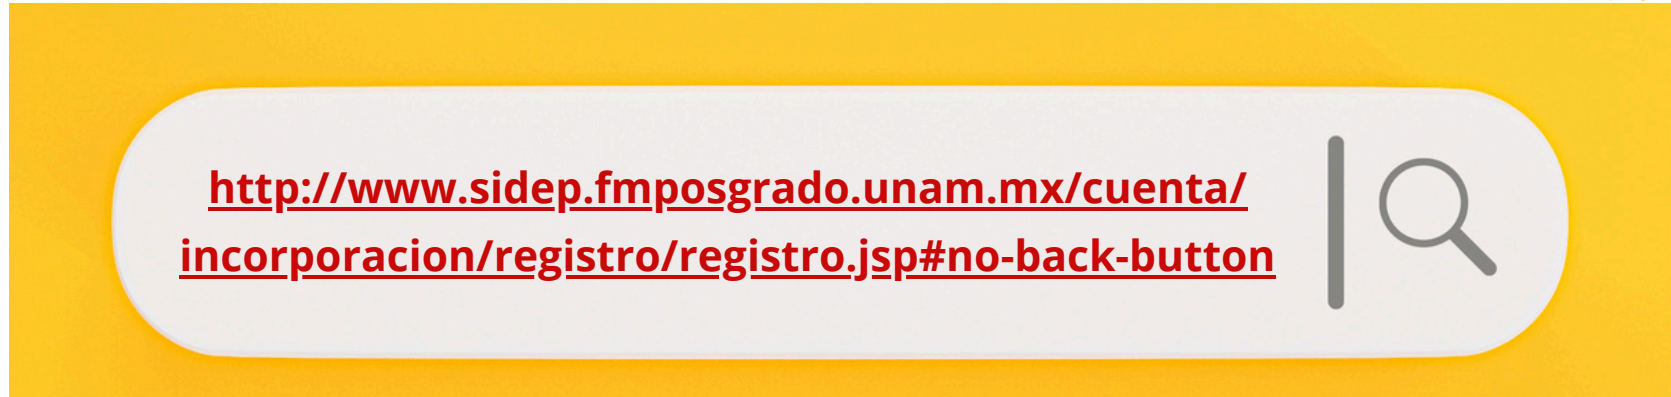 http://www.sidep.fmposgrado.unam.mx/cuenta/
incorporacion/registro/registro.jsp#no-back-button